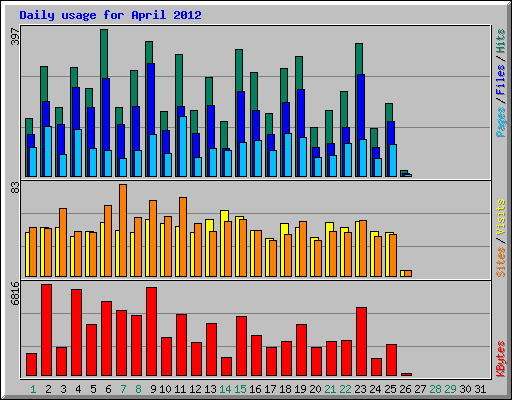 Daily usage for April 2012
397
83
6816
Pages / Files / Hits
Sites / Visits
KBytes
1 2 3 4 5 6 7 8 9 10 11 12 13 14 15 16 17 18 19 20 21 22 23 24 25 26 27 28 29 30 31